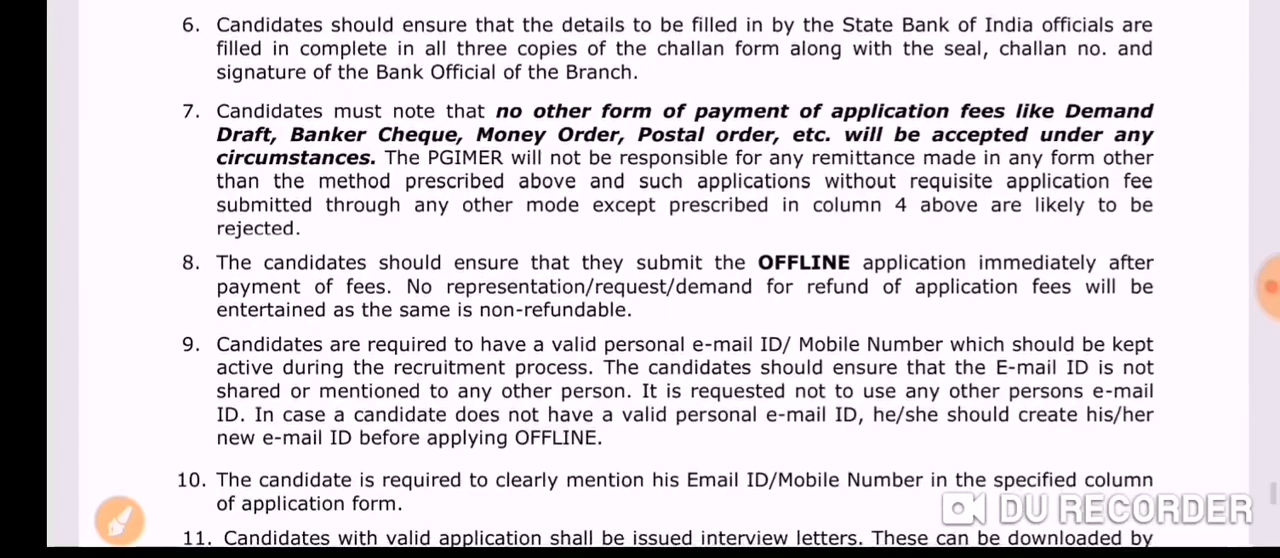 6. Candidates should ensure that the details to be filled in by the State Bank of India officials are
filled in complete in all three copies of the challan form along with the seal, challan no. and
signature of the Bank Official of the Branch.
7. Candidates must note that no other form of payment of application fees like Demand
Draft, Banker Cheque, Money Order, Postal order, etc. will be accepted under any
circumstances. The PGIMER will not be responsible for any remittance made in any form other
than the method prescribed above and such applications without requisite application fee
submitted through any other mode except prescribed in column 4 above are likely to be
rejected.
8. The candidates should ensure that they submit the OFFLINE application immediately after
payment of fees. No representation/request/demand for refund of application fees will be
entertained as the same is non-refundable.
9. Candidates are required to have a valid personal e-mail ID/ Mobile Number which should be kept
active during the recruitment process. The candidates should ensure that the E-mail ID is not
shared or mentioned to any other person. It is requested not to use any other persons e-mail
ID. In case a candidate does not have a valid personal e-mail ID, he/she should create his/her
new e-mail ID before applying OFFLINE.
10. The candidate is required to clearly mention his Email ID/Mobile Number in the specified column
of application form.
DU RECORDER
11. Candidates with valid application shall be issued interview letters. These can be downloaded by